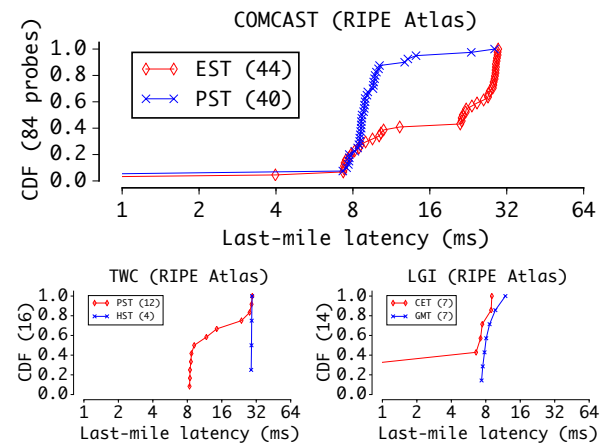 COMCAST (RIPE Atlas)
CDF (84 probes)
1.0
0.8
0.6
0.4
0.2
0.0
EST (44)
PST (40)
1 2 4 8 16 32 64
Last-mile latency (ms)
TWC (RIPE Atlas)
CDF (16)
1.0
0.8
0.6
0.4
0.2
0.0
PST (12)
HST (4)
1 2 4 8 16 32 64
Last-mile latency (ms)
LGI (RIPE Atlas)
CDF (14)
1.0
0.8
0.6
0.4
0.2
0.0
CET (7)
GMT (7)
1 2 4 8 16 32 64
Last-mile latency (ms)